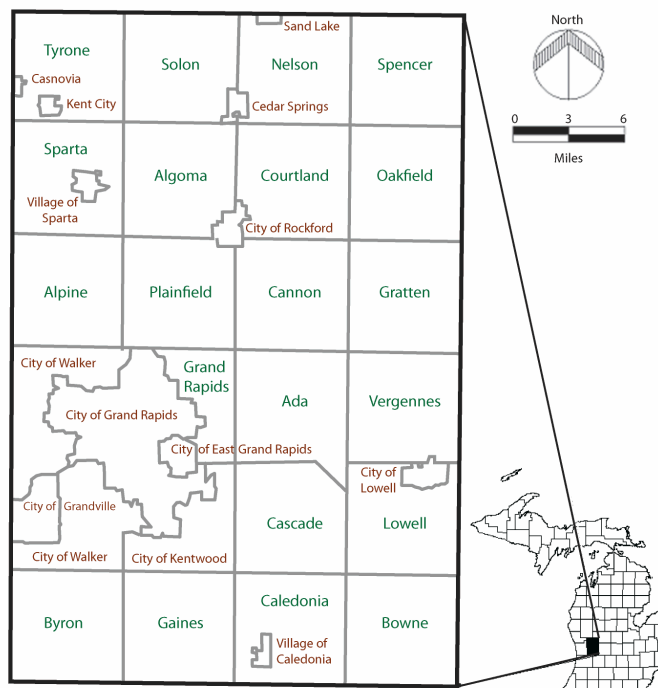 Sand Lake
North
Tyrone
Solon
Nelson
Spencer
Casnovia
Kent City
Cedar Springs
0 3 6
Miles
Sparta
Algoma
Courtland
Oakfield
Village of
Sparta
City of Rockford
Alpine
Plainfield
Cannon
Gratten
City of Walker
Grand
Rapids
Ada
Vergennes
City of Grand Rapids
City of East Grand Rapids
City of
Lowell
City of Grandville
Cascade
Lowell
City of Walker
City of Kentwood
Byron
Gaines
Caledonia
Bowne
Village of
Caledonia